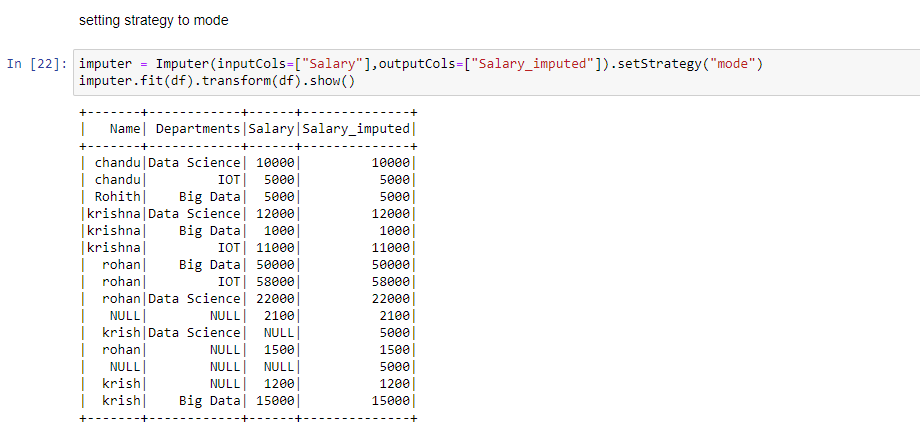 setting strategy to mode
In [22]: imputer = Imputer(inputCols=["Salary"],outputCols=["Salary_imputed"]).setStrategy("mode")
imputer.fit(df).transform(df).show()
+-------+------------+------+--------------+
|   Name| Departments|Salary|Salary_imputed|
+-------+------------+------+--------------+
| chandu|Data Science| 10000|         10000|
| chandu|         IOT|  5000|          5000|
| Rohith|    Big Data|  5000|          5000|
|krishna|Data Science| 12000|         12000|
|krishna|    Big Data|  1000|          1000|
|krishna|         IOT| 11000|         11000|
|  rohan|    Big Data| 50000|         50000|
|  rohan|         IOT| 58000|         58000|
|  rohan|Data Science| 22000|         22000|
|   NULL|        NULL|  2100|          2100|
|  krish|Data Science|  NULL|          5000|
|  rohan|        NULL|  1500|          1500|
|   NULL|        NULL|  NULL|          5000|
|  krish|        NULL|  1200|          1200|
|  krish|    Big Data| 15000|         15000|
+-------+------------+------+--------------+